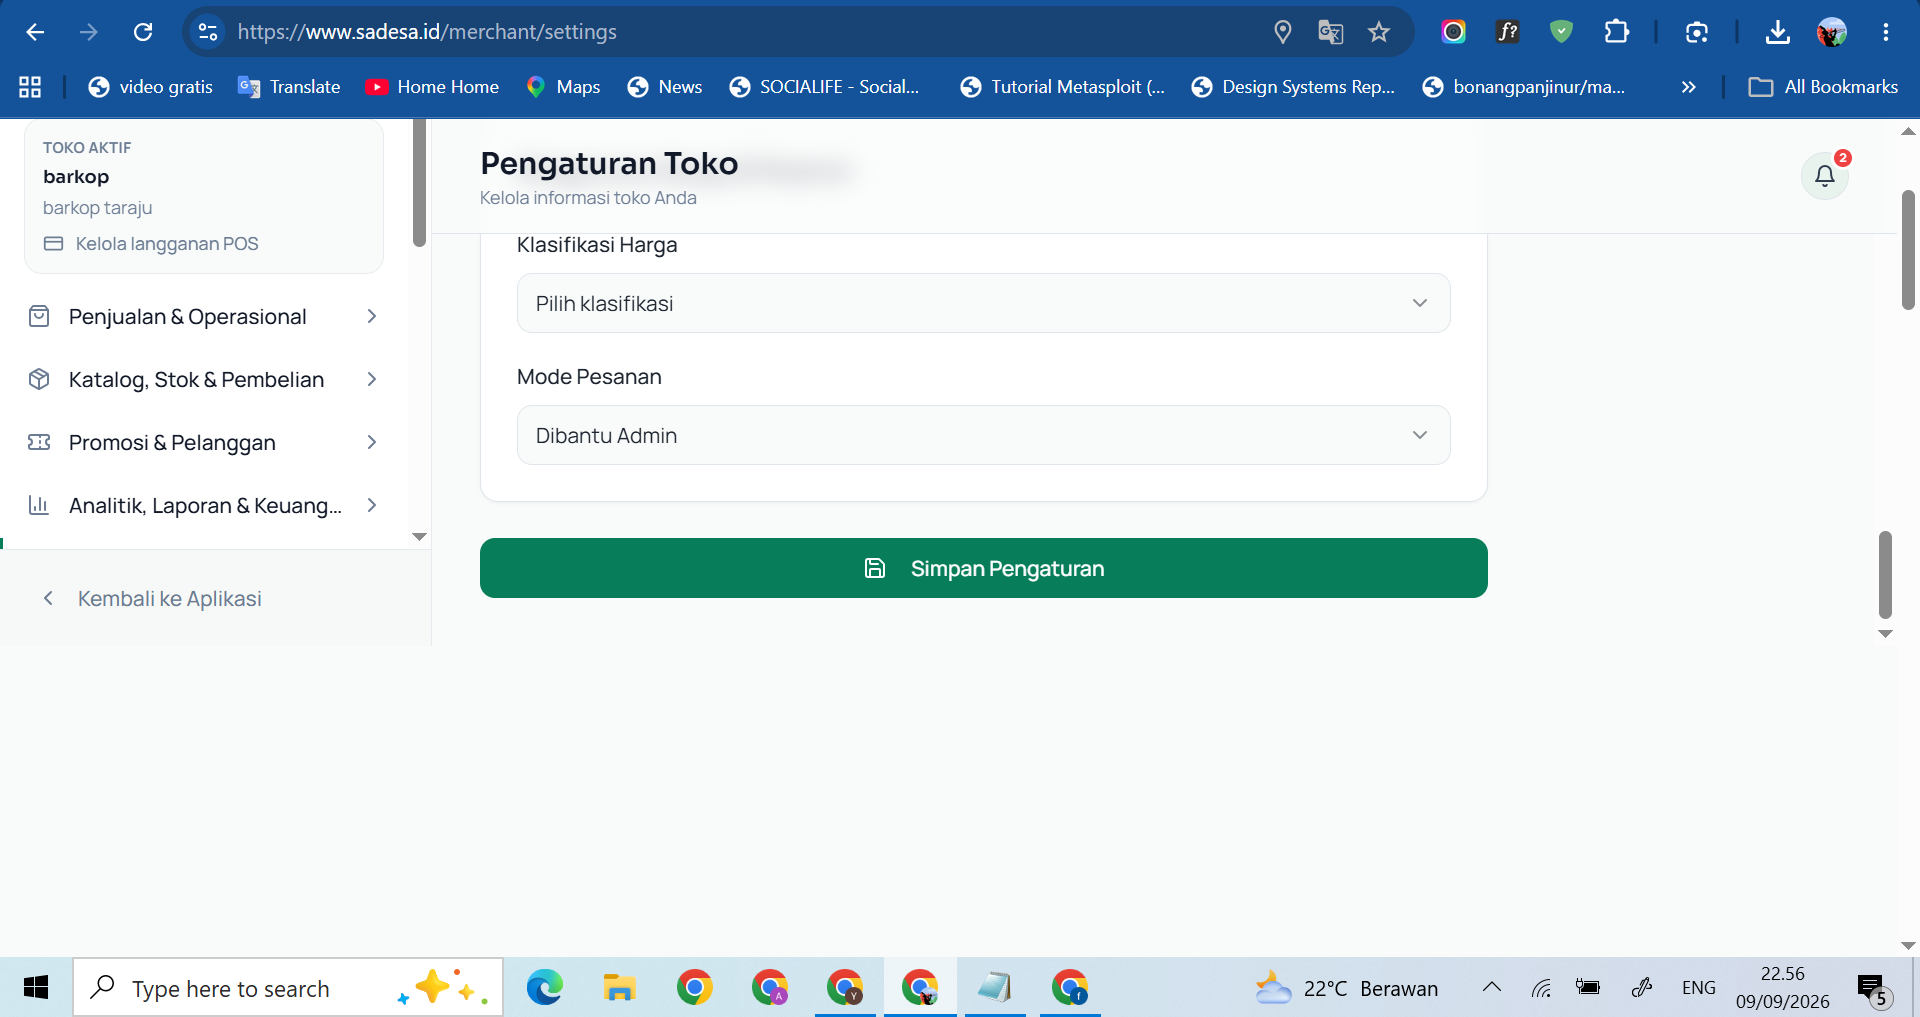 https://www.sadesa.id/merchant/settings
video gratis
Translate
Home Home
Maps
News
SOCIALIFE - Social...
Tutorial Metasploit (...
Design Systems Rep...
bonangpanjinur/ma...
All Bookmarks
TOKO AKTIF
barkop
barkop taraju
Kelola langganan POS
Penjualan & Operasional
Katalog, Stok & Pembelian
Promosi & Pelanggan
Analitik, Laporan & Keuang...
Kembali ke Aplikasi
Pengaturan Toko
Kelola informasi toko Anda
2
Klasifikasi Harga
Pilih klasifikasi
Mode Pesanan
Dibantu Admin
Simpan Pengaturan
Type here to search
A
Y
f
22°C Berawan
ENG
22.56
09/09/2026
5